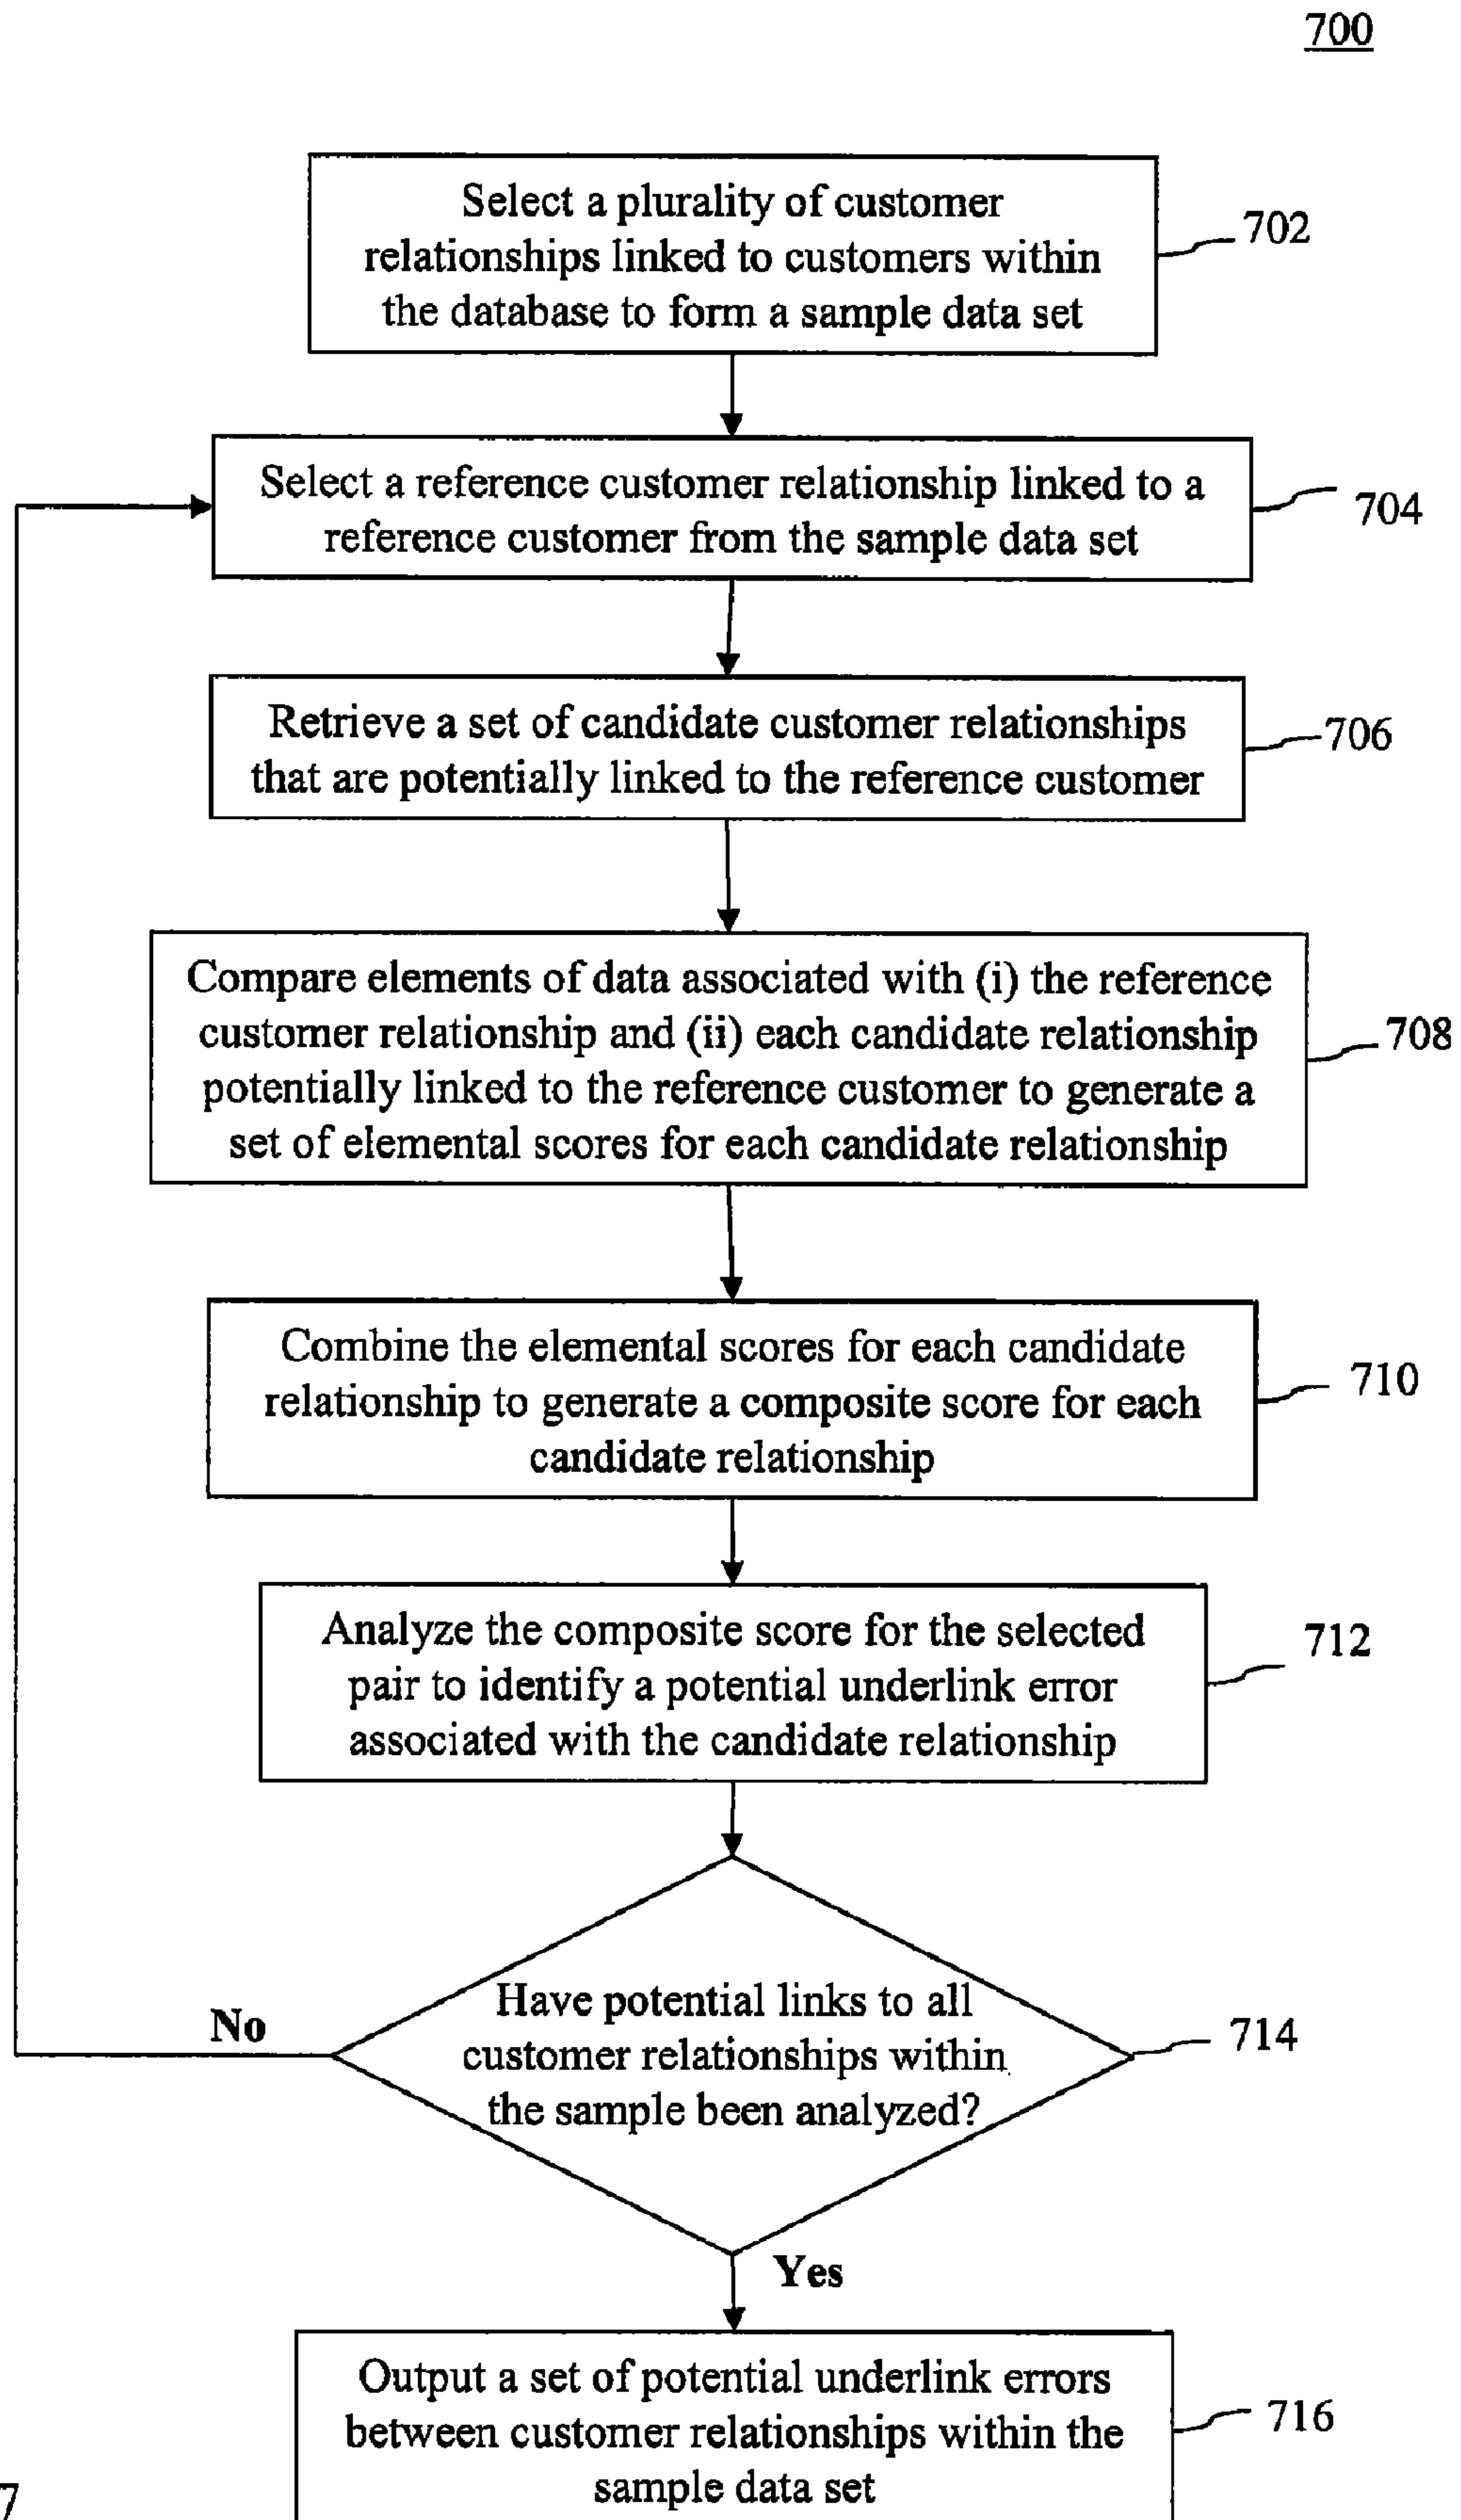 700
Select a plurality of customer
relationships linked to customers within
the database to form a sample data set
702
Select a reference customer relationship linked to a
reference customer from the sample data set
704
Retrieve a set of candidate customer relationships
that are potentially linked to the reference customer
706
Compare elements of data associated with (i) the reference
customer relationship and (ii) each candidate relationship
potentially linked to the reference customer to generate a
set of elemental scores for each candidate relationship
708
Combine the elemental scores for each candidate
relationship to generate a composite score for each
candidate relationship
710
Analyze the composite score for the selected
pair to identify a potential underlink error
associated with the candidate relationship
712
Have potential links to all
customer relationships within
the sample been analyzed?
714
No
Yes
Output a set of potential underlink errors
between customer relationships within the
sample data set
716
7